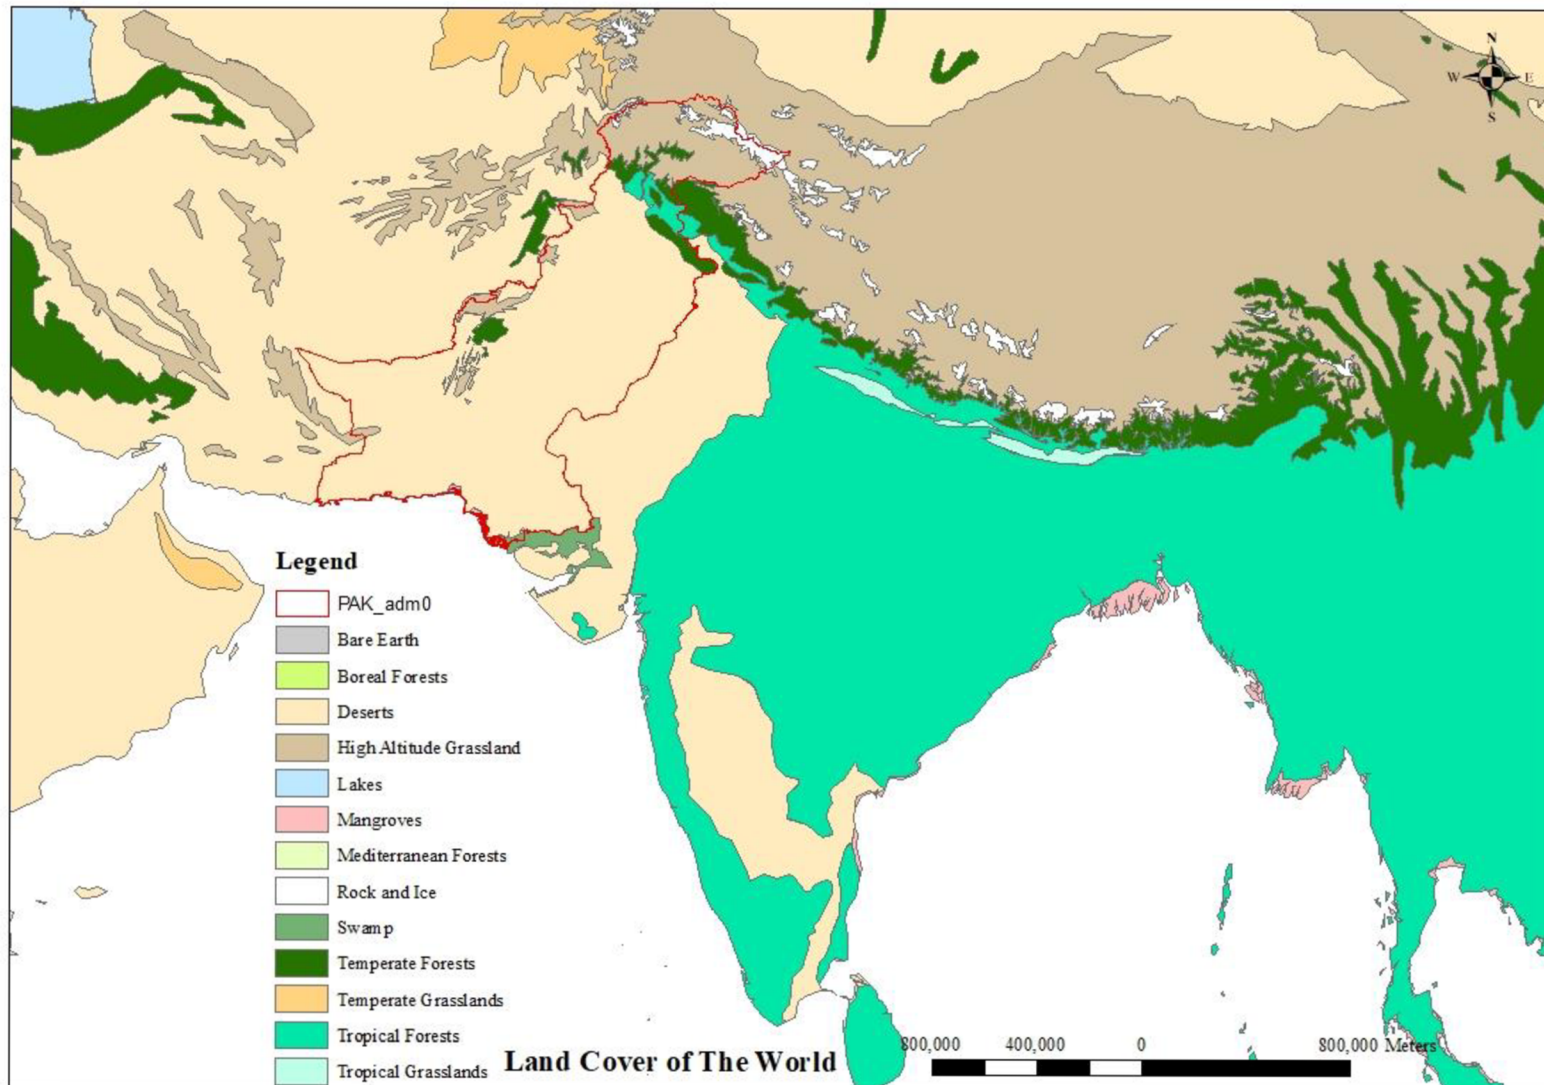 N
W E
S
Legend
PAK_adm0
Bare Earth
Boreal Forests
Deserts
High Altitude Grassland
Lakes
Mangroves
Mediterranean Forests
Rock and Ice
Swamp
Temperate Forests
Temperate Grasslands
Tropical Forests
Tropical Grasslands
Land Cover of The World
800,000 400,000 0 800,000 Meters